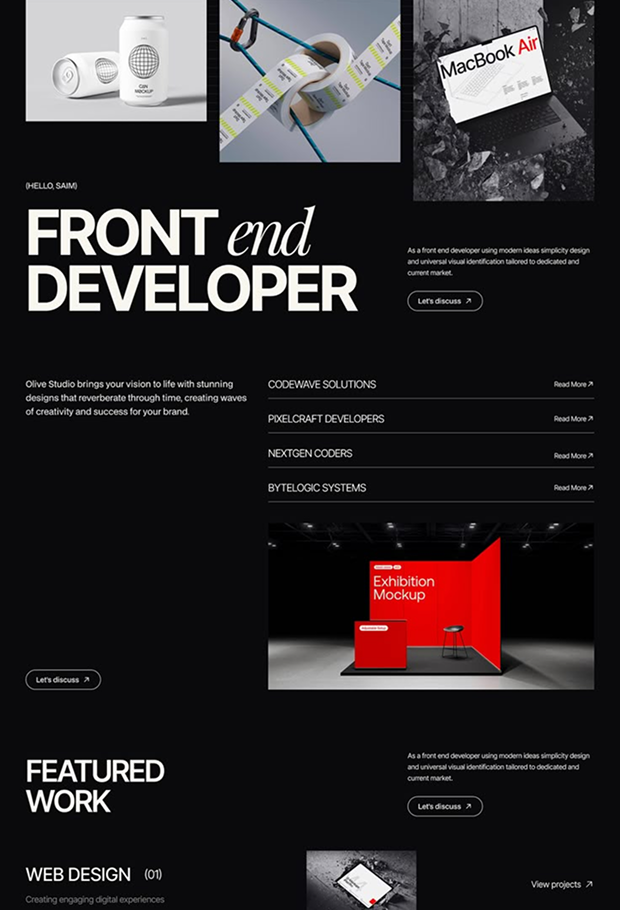 CAN
MOCKUP
MacBook Air
(HELLO, SAIM)
FRONT end
DEVELOPER
As a front end developer using modern ideas simplicity design
and universal visual identification tailored to dedicated and
current market.
Let's discuss
Olive Studio brings your vision to life with stunning
designs that reverberate through time, creating waves
of creativity and success for your brand.
CODEWAVE SOLUTIONS
Read More
PIXELCRAFT DEVELOPERS
Read More
NEXTGEN CODERS
Read More
BYTELOGIC SYSTEMS
Read More
Exhibition
Mockup
Let's discuss
FEATURED
WORK
As a front end developer using modern ideas simplicity design
and universal visual identification tailored to dedicated and
current market.
Let's discuss
WEB DESIGN (01)
Creating engaging digital experiences
View projects